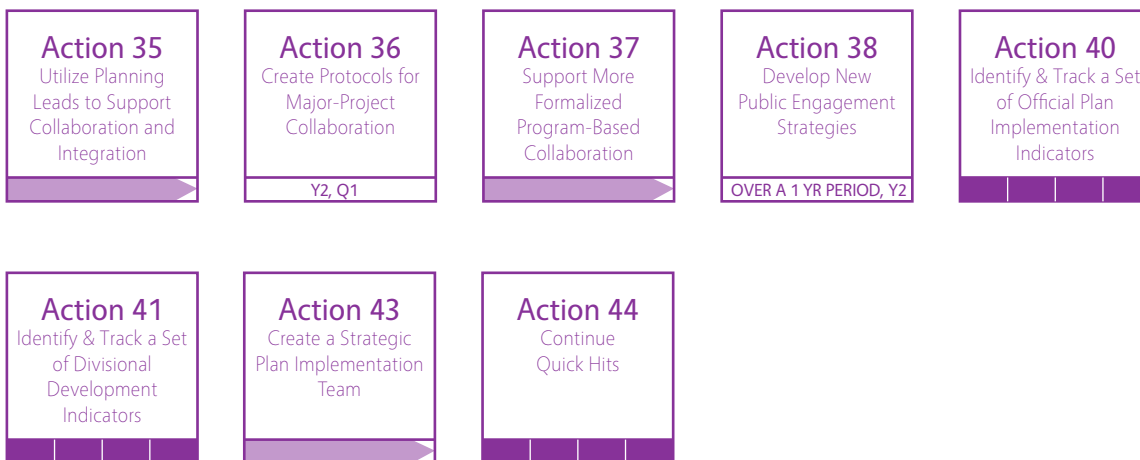 Action 35
Utilize Planning
Leads to Support
Collaboration and
Integration
Action 36
Create Protocols for
Major-Project
Collaboration
Y2, Q1
Action 37
Support More
Formalized
Program-Based
Collaboration
Action 38
Develop New
Public Engagement
Strategies
OVER A 1 YR PERIOD, Y2
Action 40
Identify & Track a Set
of Official Plan
Implementation
Indicators
Action 41
Identify & Track a Set
of Divisional
Development
Indicators
Action 43
Create a Strategic
Plan Implementation
Team
Action 44
Continue
Quick Hits